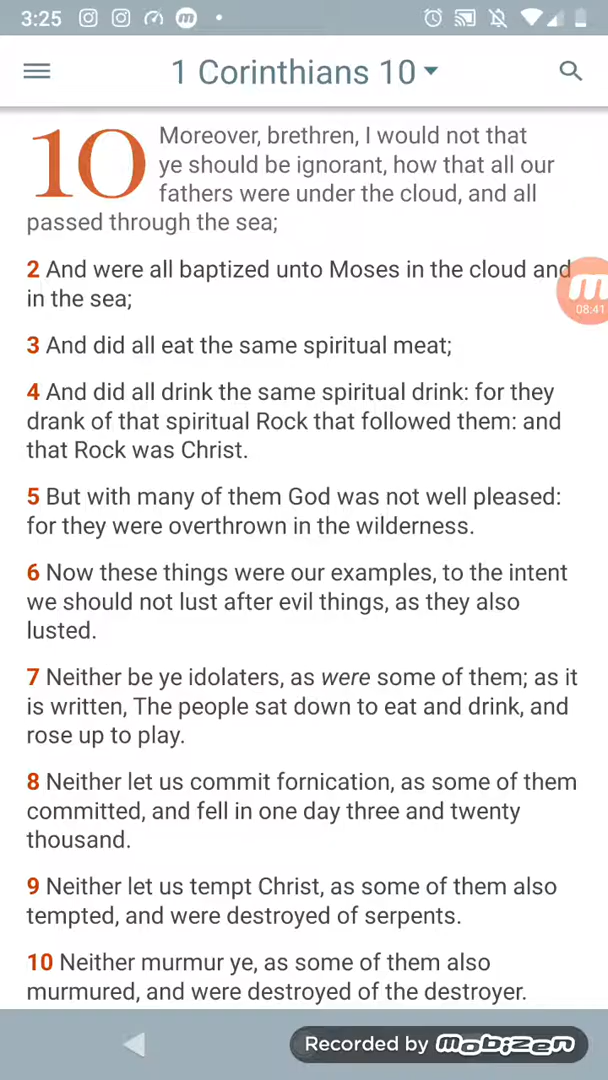 3:25
1 Corinthians 10
10 Moreover, brethren, I would not that
ye should be ignorant, how that all our
fathers were under the cloud, and all
passed through the sea;
2 And were all baptized unto Moses in the cloud and
in the sea;
08:41
3 And did all eat the same spiritual meat;
4 And did all drink the same spiritual drink: for they
drank of that spiritual Rock that followed them: and
that Rock was Christ.
5 But with many of them God was not well pleased:
for they were overthrown in the wilderness.
6 Now these things were our examples, to the intent
we should not lust after evil things, as they also
lusted.
7 Neither be ye idolaters, as were some of them; as it
is written, The people sat down to eat and drink, and
rose up to play.
8 Neither let us commit fornication, as some of them
committed, and fell in one day three and twenty
thousand.
9 Neither let us tempt Christ, as some of them also
tempted, and were destroyed of serpents.
10 Neither murmur ye, as some of them also
murmured, and were destroyed of the destroyer.
Recorded by mobizen